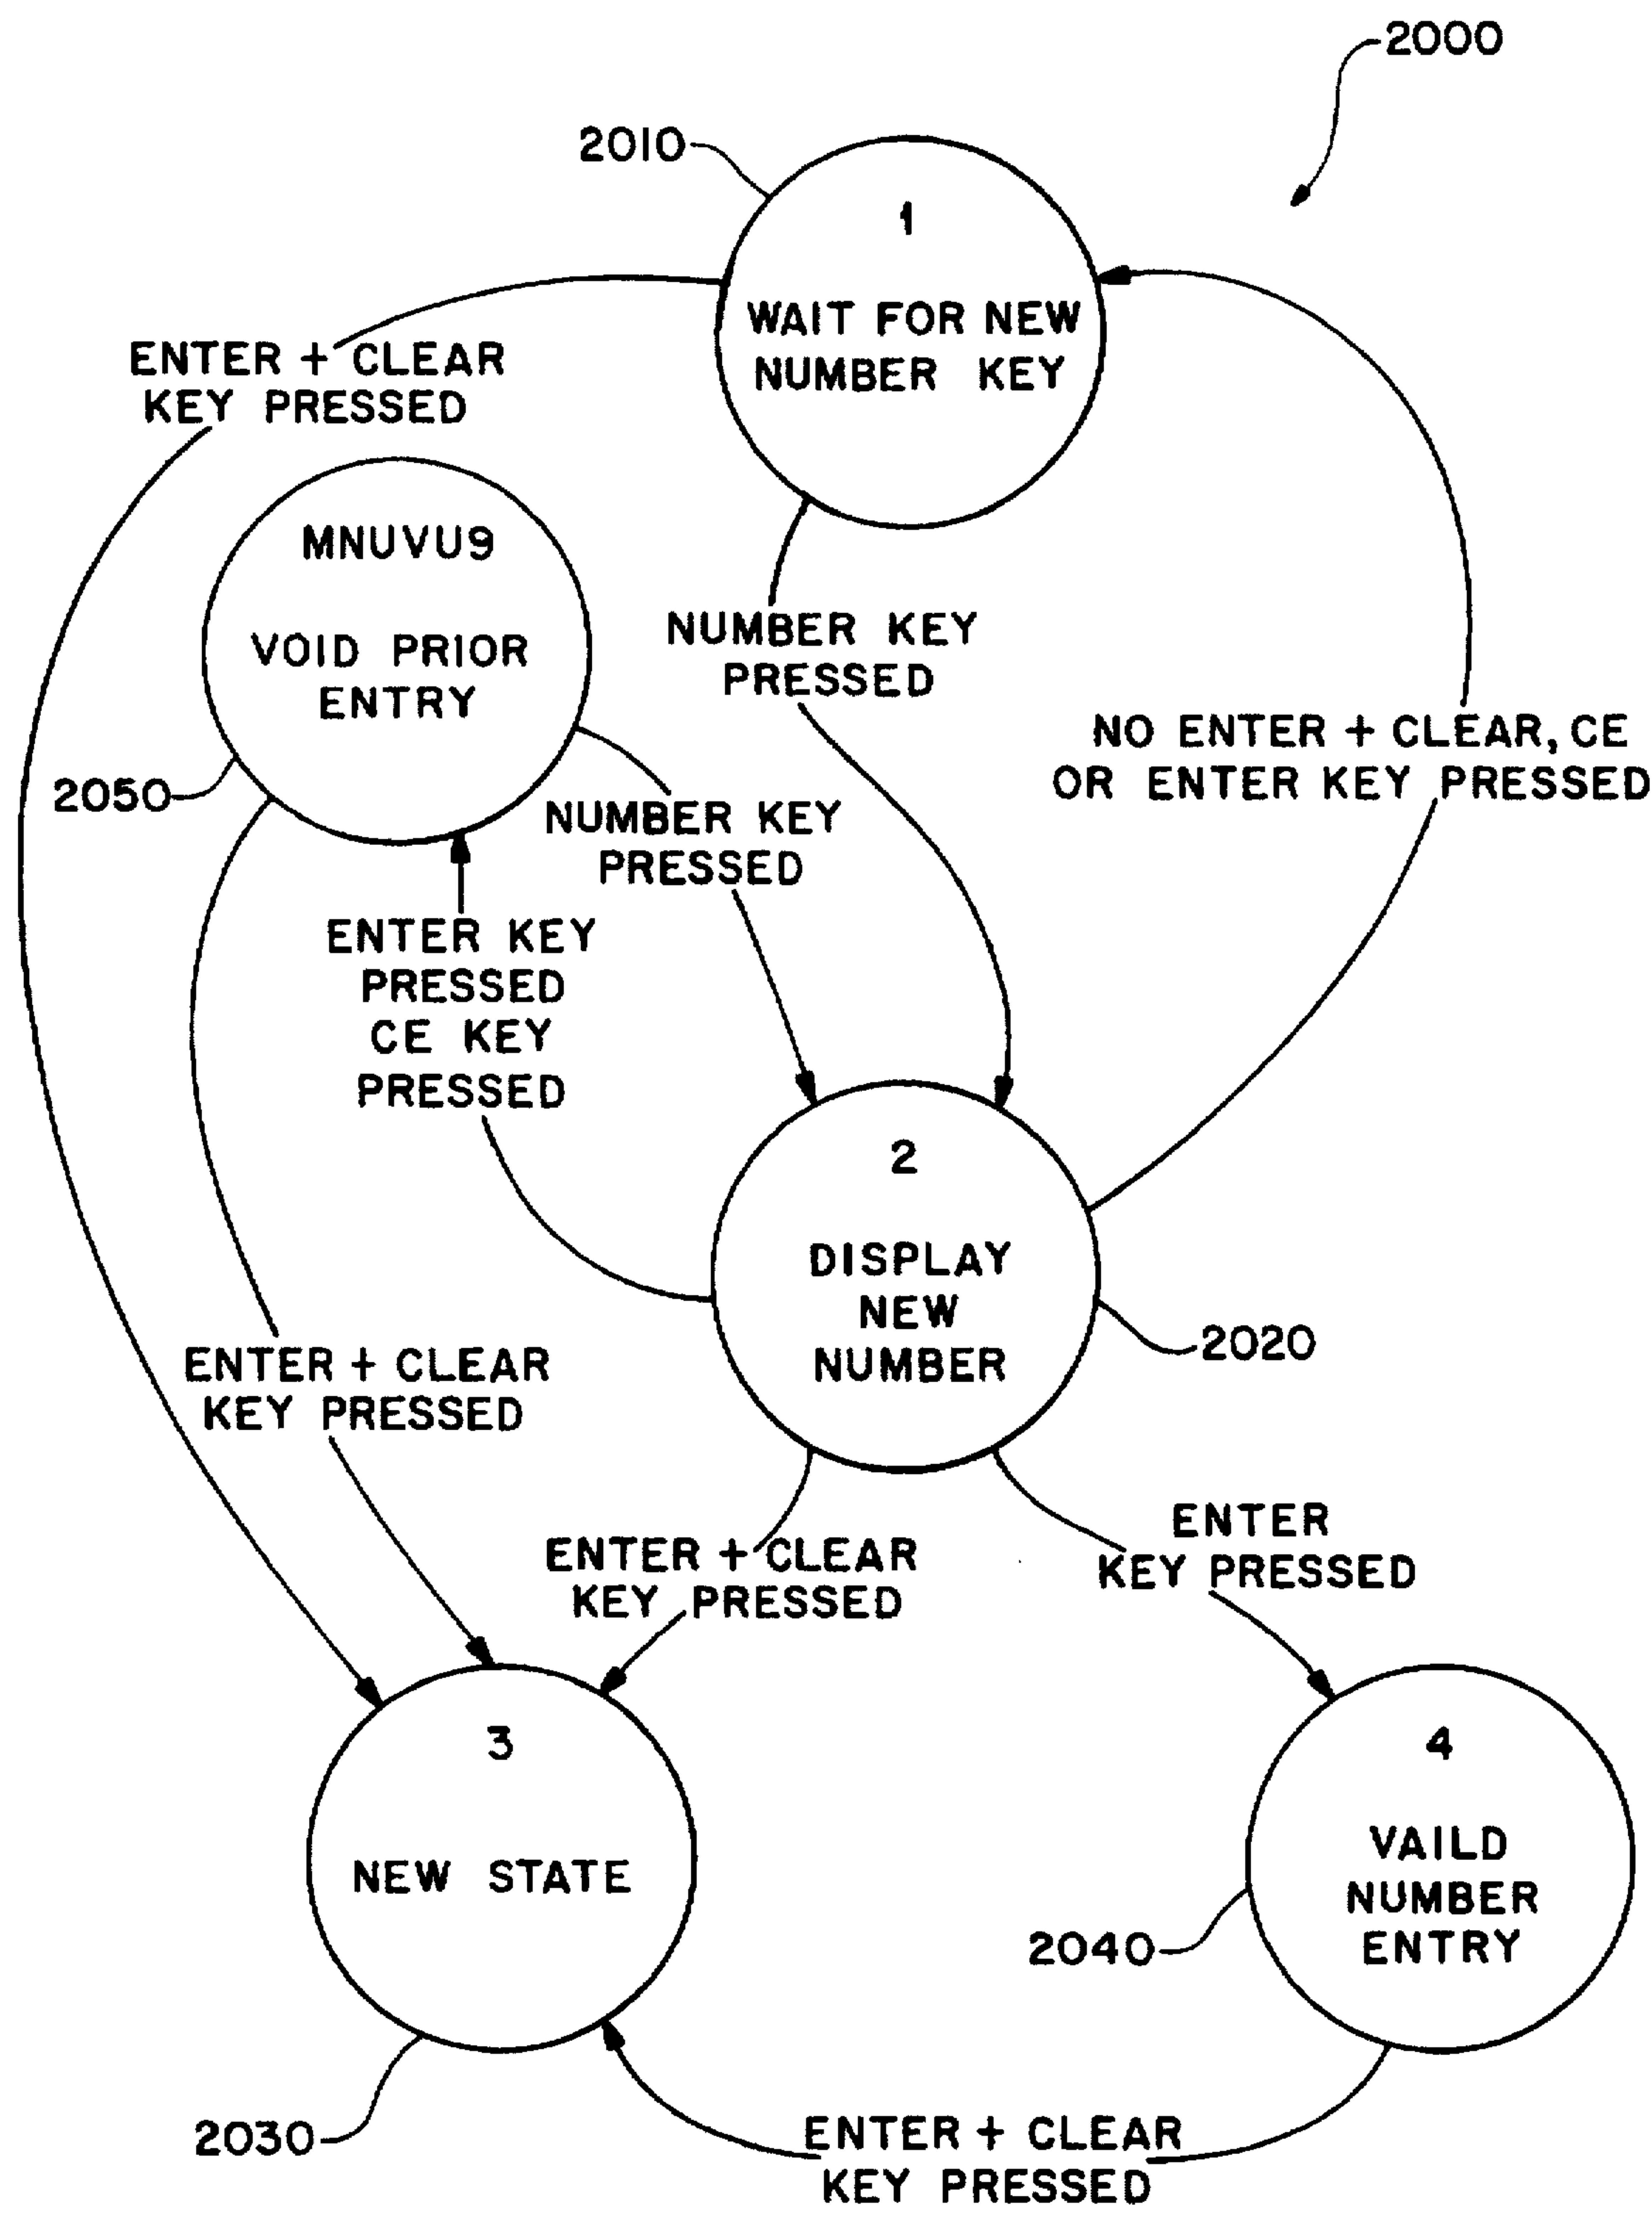 2000
2010
1
WAIT FOR NEW
NUMBER KEY
ENTER + CLEAR
KEY PRESSED
MNUVU9
VOID PRIOR
ENTRY
2050
NUMBER KEY
PRESSED
NO ENTER + CLEAR, CE
OR ENTER KEY PRESSED
NUMBER KEY
PRESSED
ENTER KEY
PRESSED
CE KEY
PRESSED
2
DISPLAY
NEW
NUMBER
2020
ENTER + CLEAR
KEY PRESSED
ENTER + CLEAR
KEY PRESSED
ENTER
KEY PRESSED
3
NEW STATE
2030
4
VAILD
NUMBER
ENTRY
2040
ENTER + CLEAR
KEY PRESSED